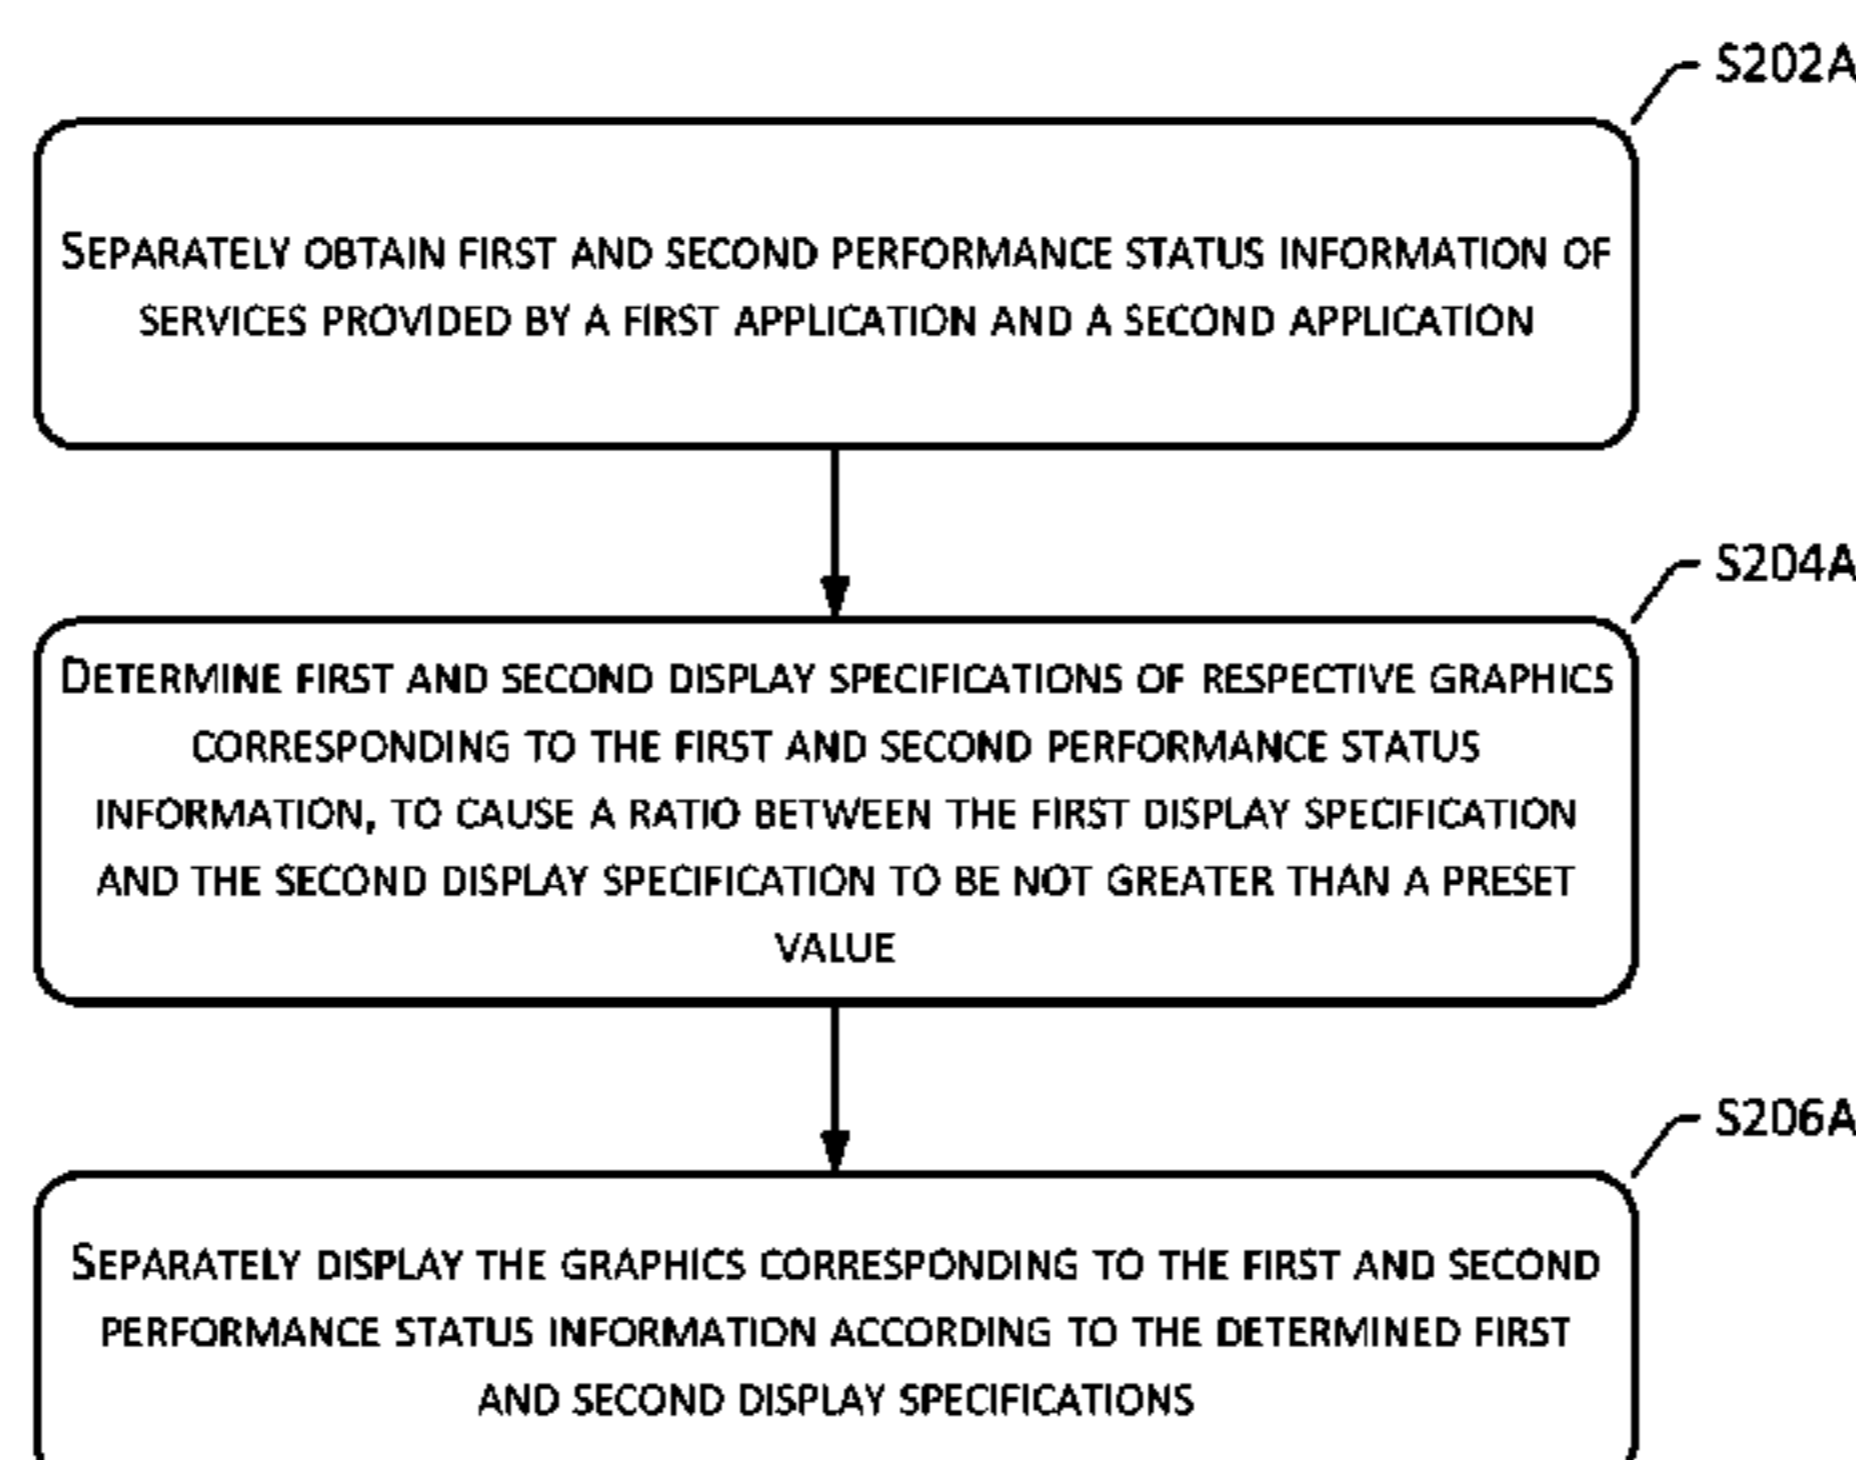 S202A
SEPARATELY OBTAIN FIRST AND SECOND PERFORMANCE STATUS INFORMATION OF
SERVICES PROVIDED BY A FIRST APPLICATION AND A SECOND APPLICATION
S204A
DETERMINE FIRST AND SECOND DISPLAY SPECIFICATIONS OF RESPECTIVE GRAPHICS
CORRESPONDING TO THE FIRST AND SECOND PERFORMANCE STATUS
INFORMATION, TO CAUSE A RATIO BETWEEN THE FIRST DISPLAY SPECIFICATION
AND THE SECOND DISPLAY SPECIFICATION TO BE NOT GREATER THAN A PRESET
VALUE
S206A
SEPARATELY DISPLAY THE GRAPHICS CORRESPONDING TO THE FIRST AND SECOND
PERFORMANCE STATUS INFORMATION ACCORDING TO THE DETERMINED FIRST
AND SECOND DISPLAY SPECIFICATIONS